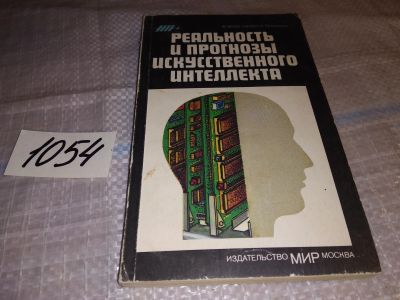 РЕАЛЬНОСТЬ
И ПРОГНОЗЫ
ИСКУССТВЕННОГО
ИНТЕЛЛЕКТА
1054
ИЗДАТЕЛЬСТВО МИР МОСКВА